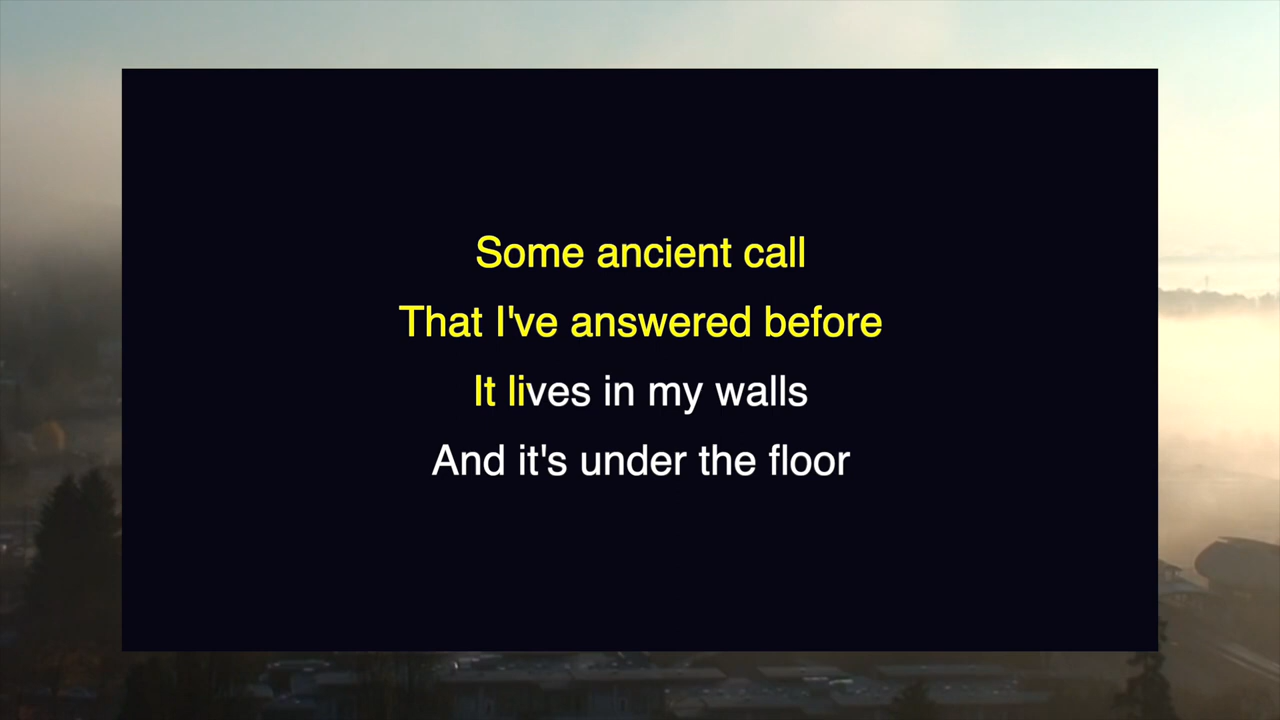 Some ancient call
That I've answered before
It lives in my walls
And it's under the floor